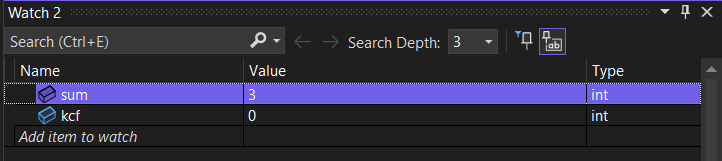 Watch 2
Search (Ctrl+E) Search Depth: 3
Name Value Type
sum 3 int
kcf 0 int
Add item to watch